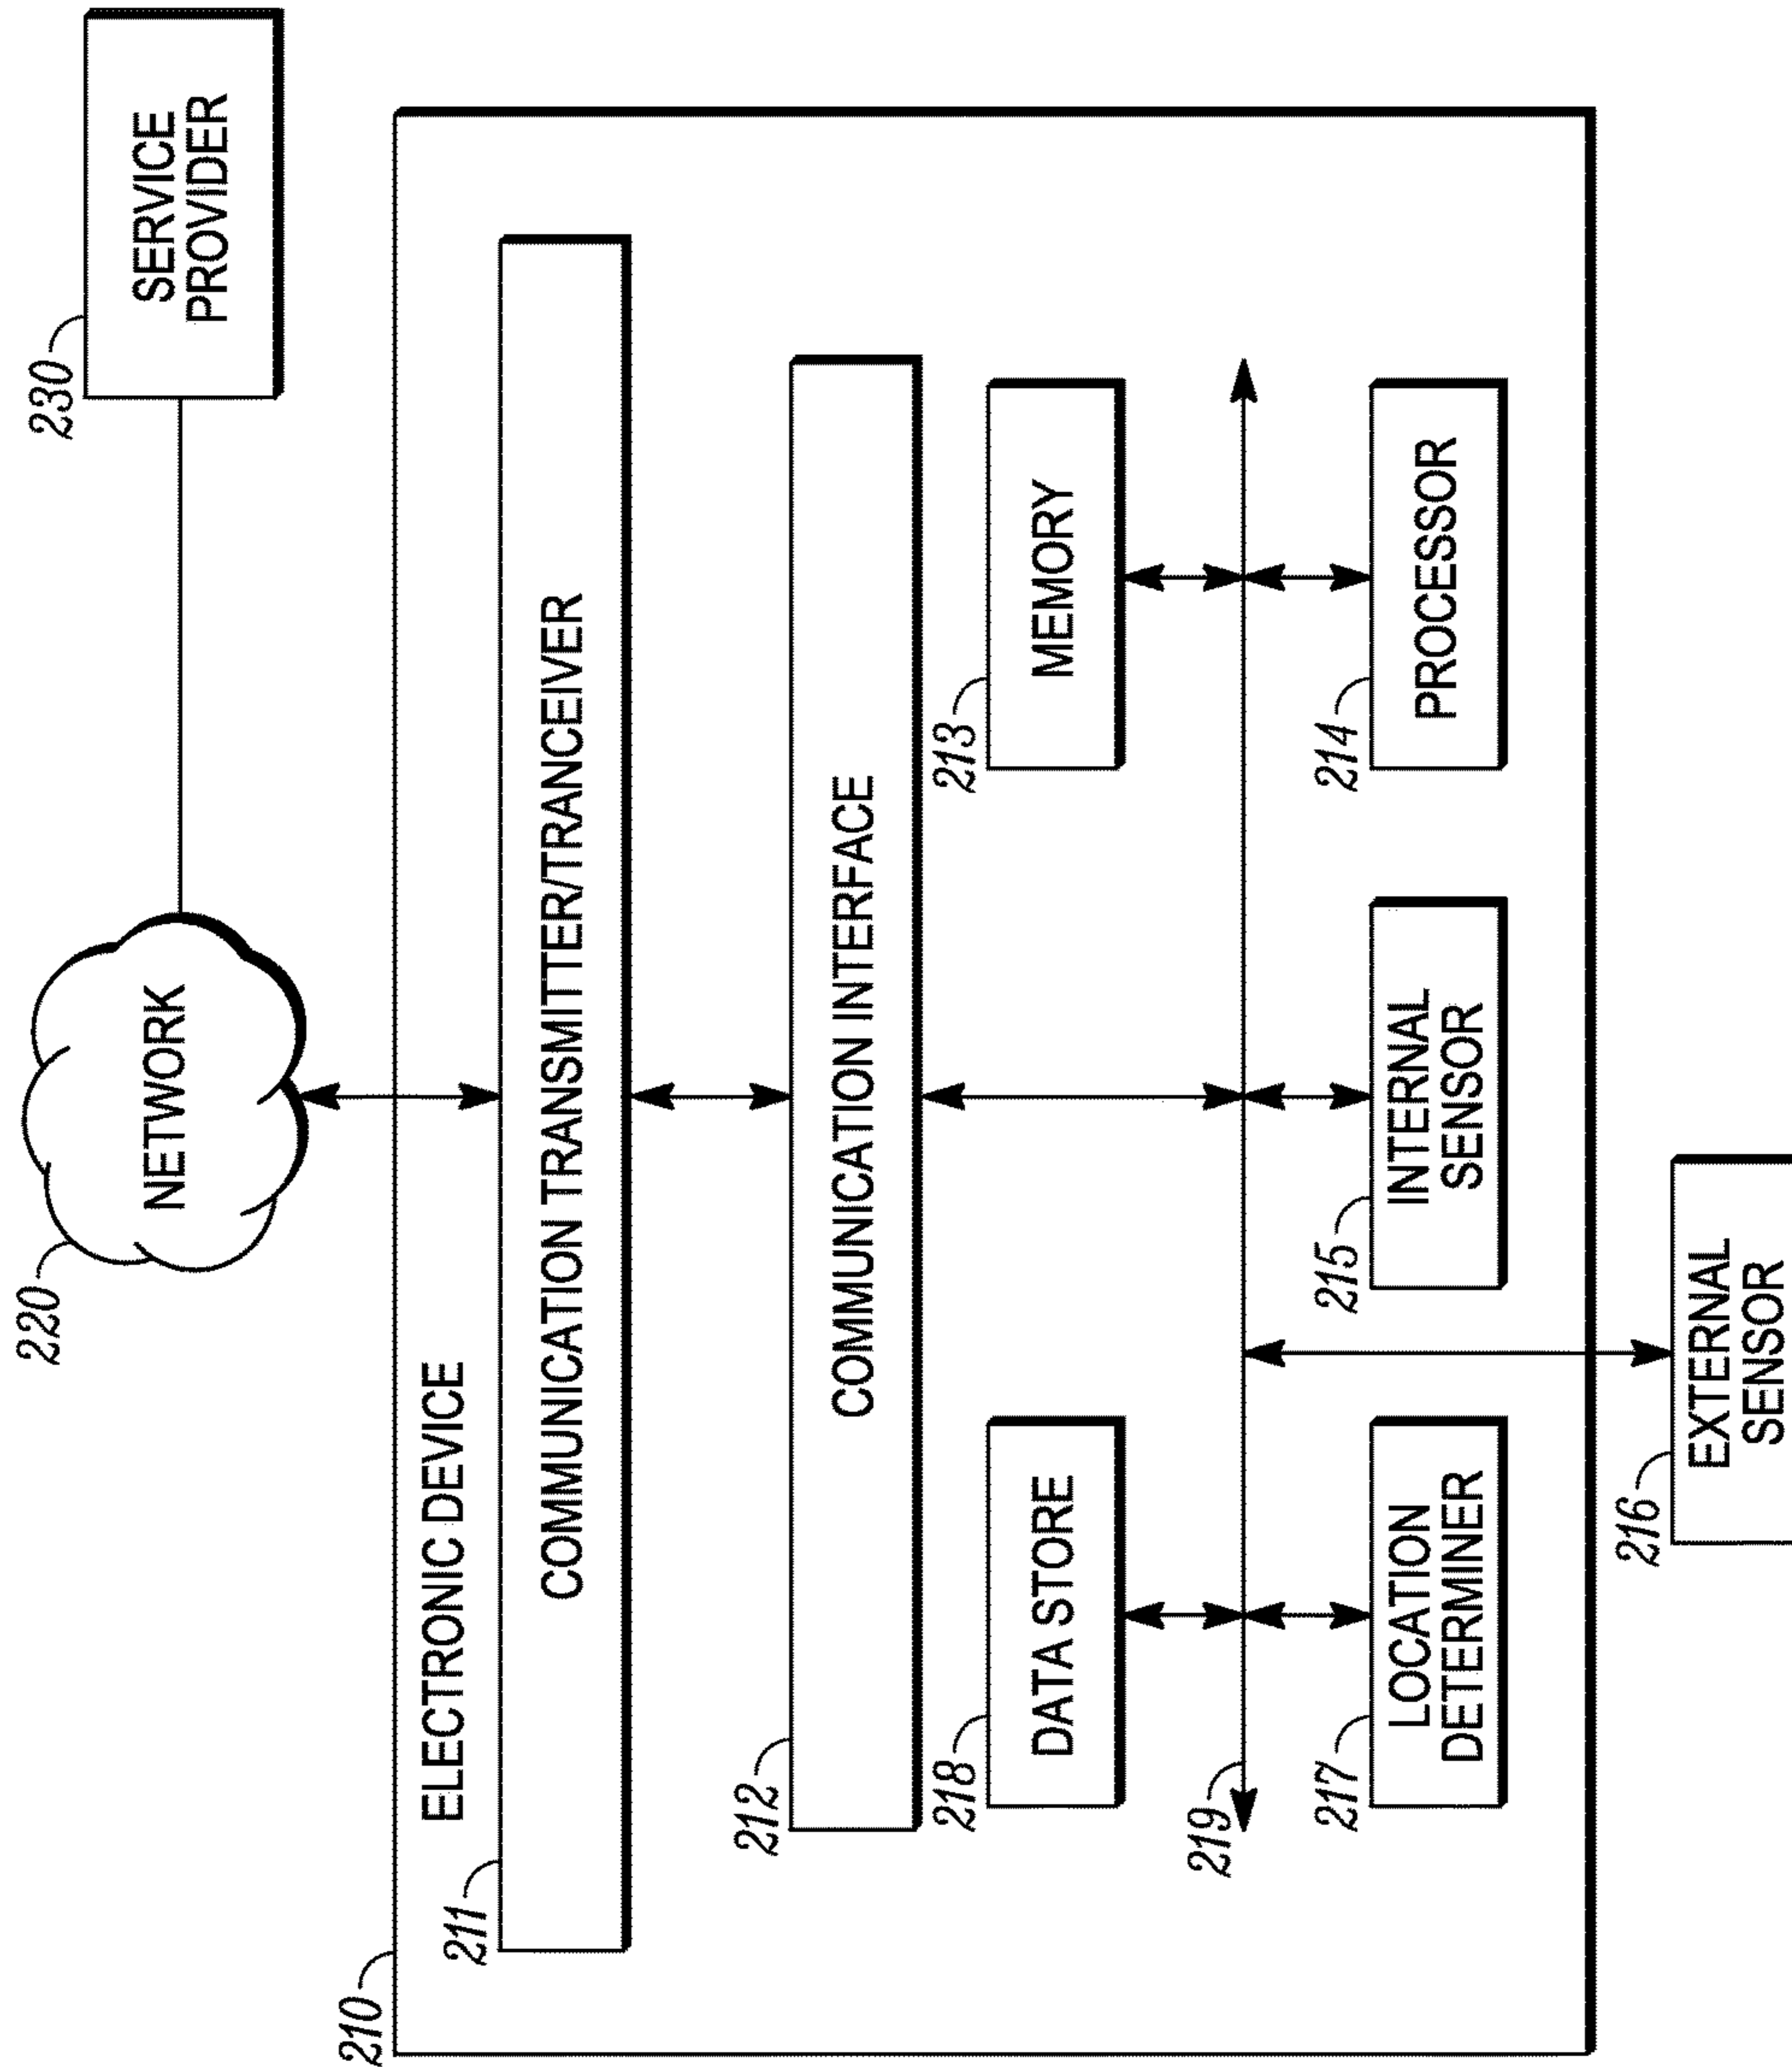 220
NETWORK
230
SERVICE
PROVIDER
210
ELECTRONIC DEVICE
211
COMMUNICATION TRANSMITTER/TRANCEIVER
212
COMMUNICATION INTERFACE
218
DATA STORE
213
MEMORY
219
217
LOCATION
DETERMINER
215
INTERNAL
SENSOR
214
PROCESSOR
216
EXTERNAL
SENSOR